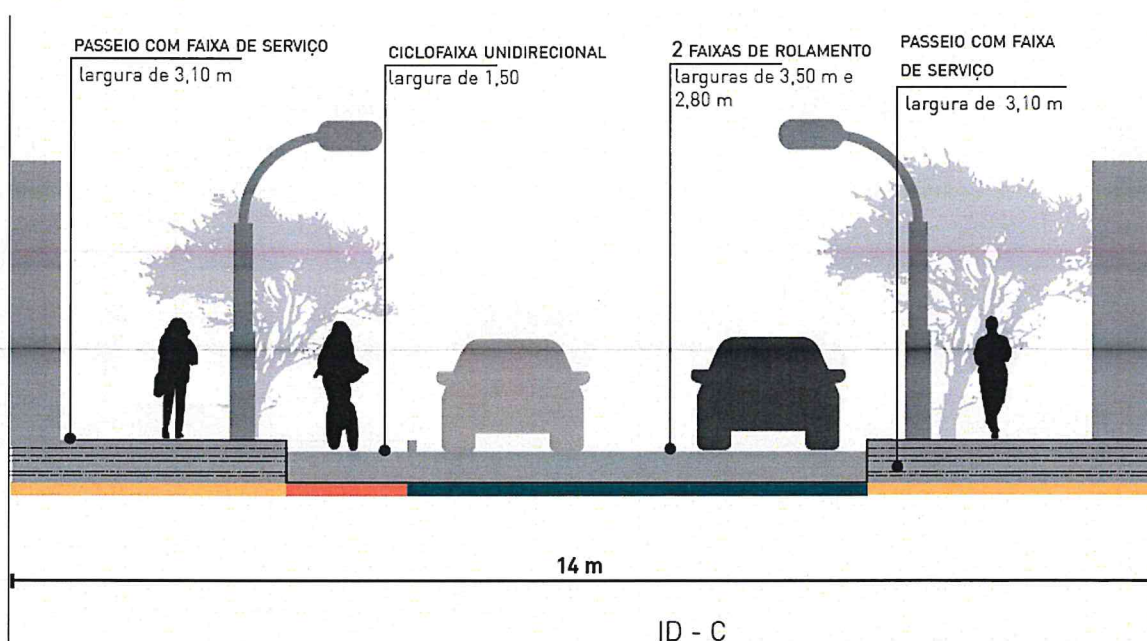 PASSEIO COM FAIXA DE SERVIÇO
largura de 3,10 m
CICLOFAIXA UNIDIRECIONAL
largura de 1,50
2 FAIXAS DE ROLAMENTO
larguras de 3,50 m e
2,80 m
PASSEIO COM FAIXA
DE SERVIÇO
largura de 3,10 m
14 m
ID - C